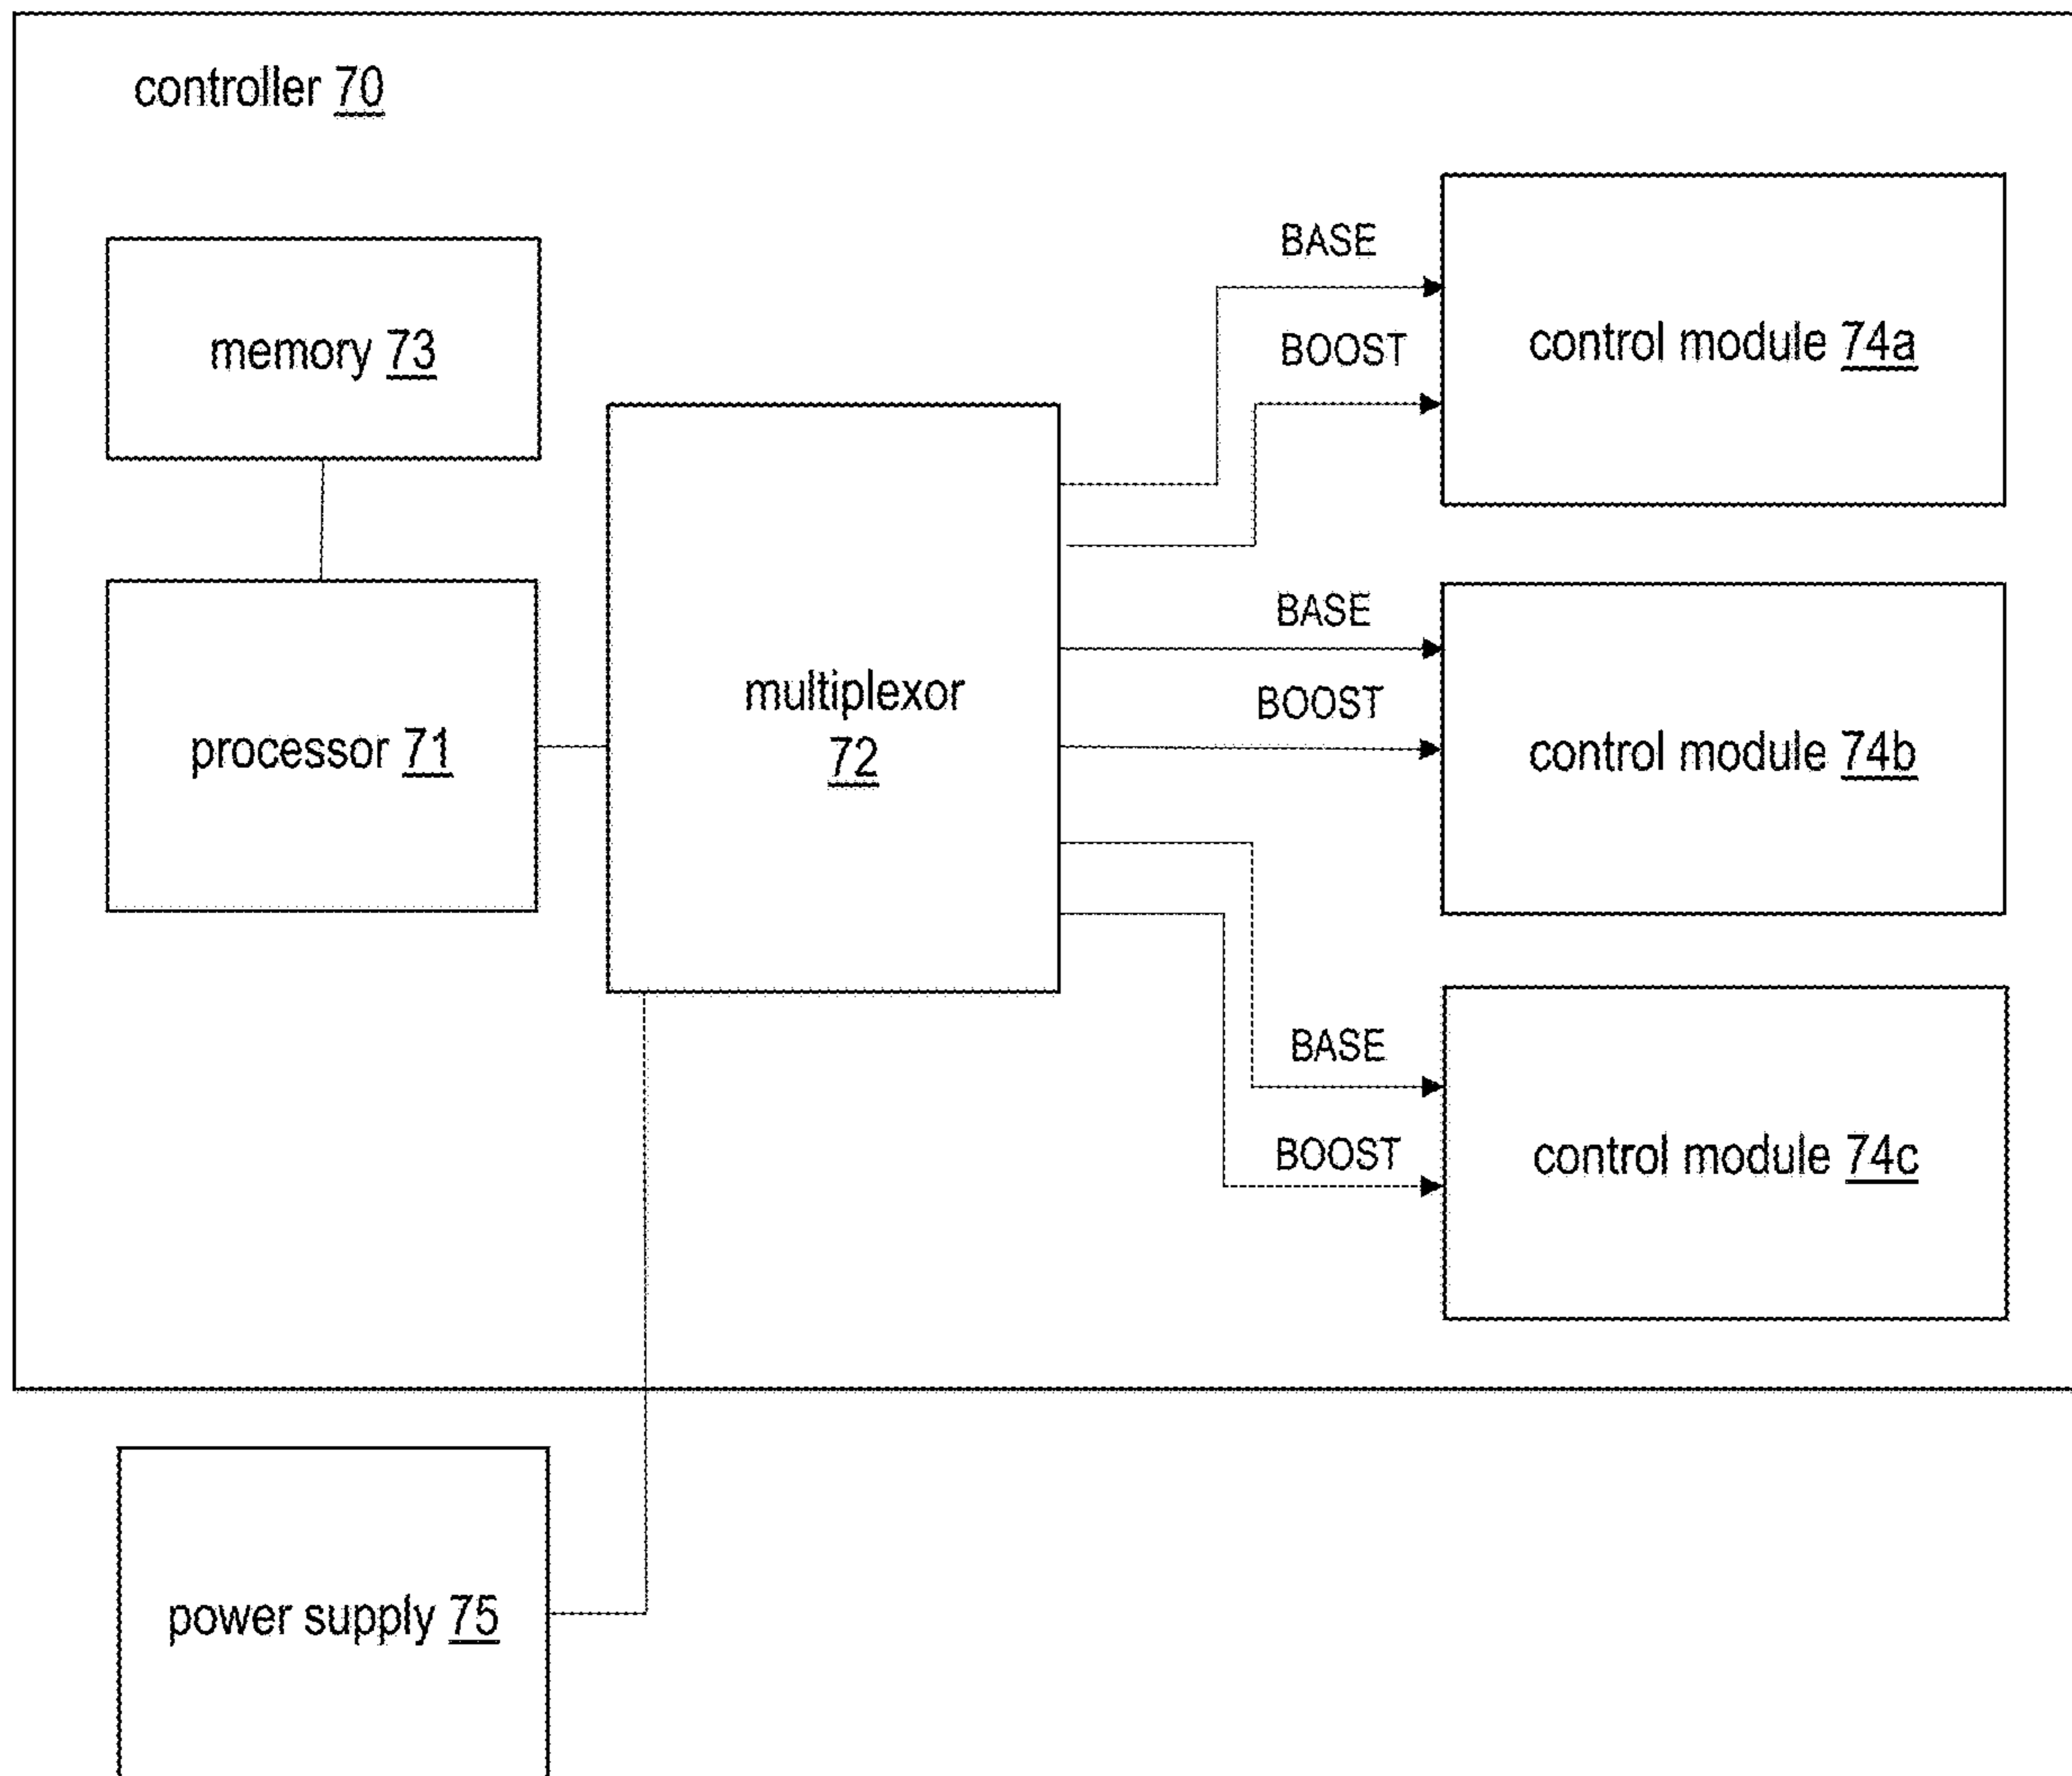 controller 70
memory 73
processor 71
multiplexor
72
BASE
BOOST
control module 74a
BASE
BOOST
control module 74b
BASE
BOOST
control module 74c
power supply 75